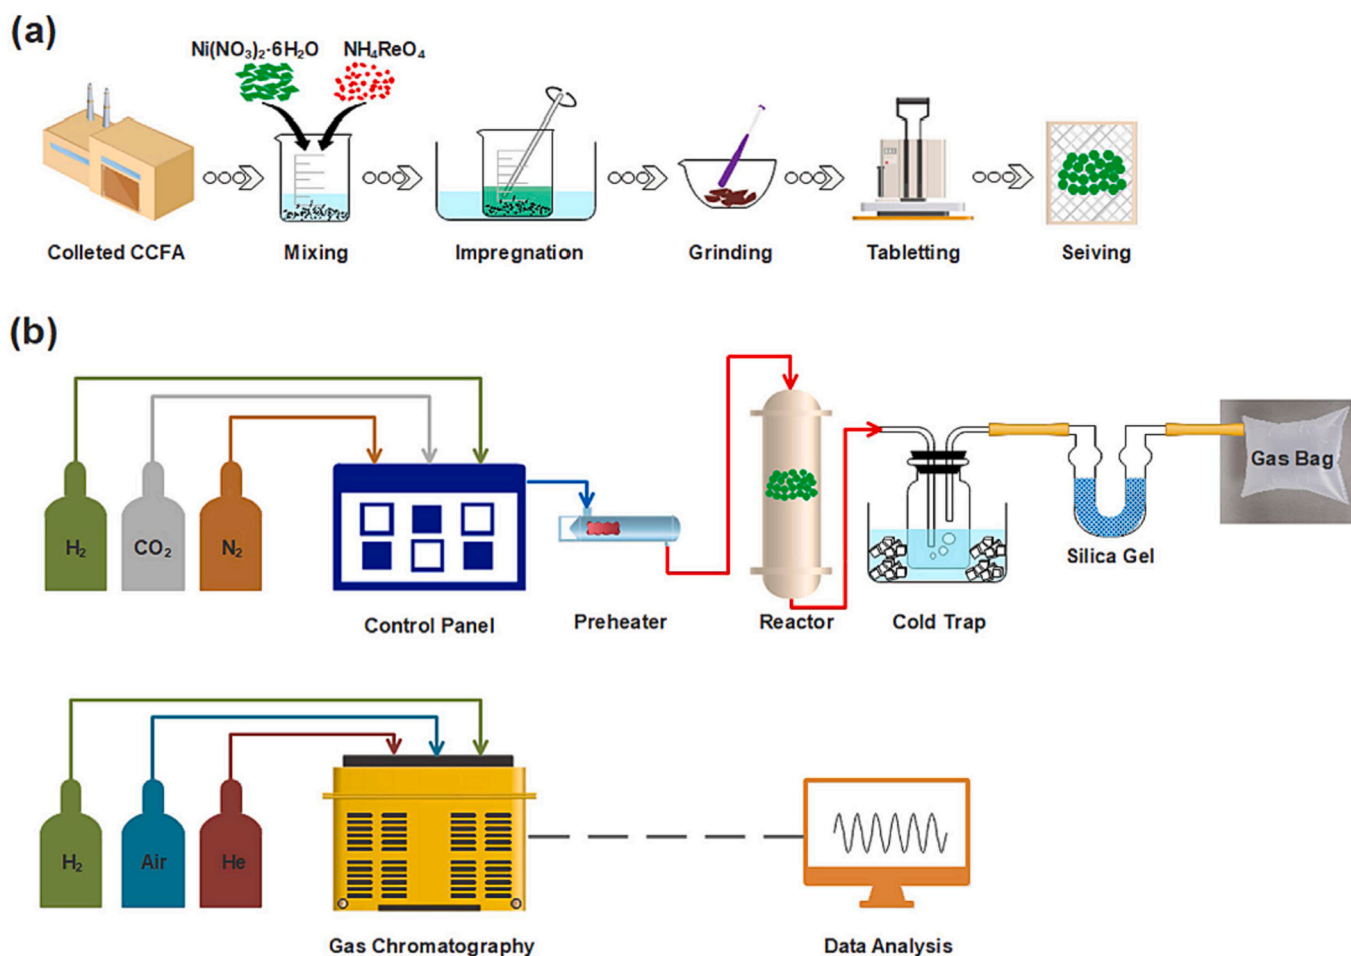 (a)
Ni(NO₃)₂·6H₂O
NH₄ReO₄
Colleted CCFA
Mixing
Impregnation
Grinding
Tabletting
Seiving
(b)
H₂
CO₂
N₂
Control Panel
Preheater
Reactor
Cold Trap
Silica Gel
Gas Bag
H₂
Air
He
Gas Chromatography
Data Analysis